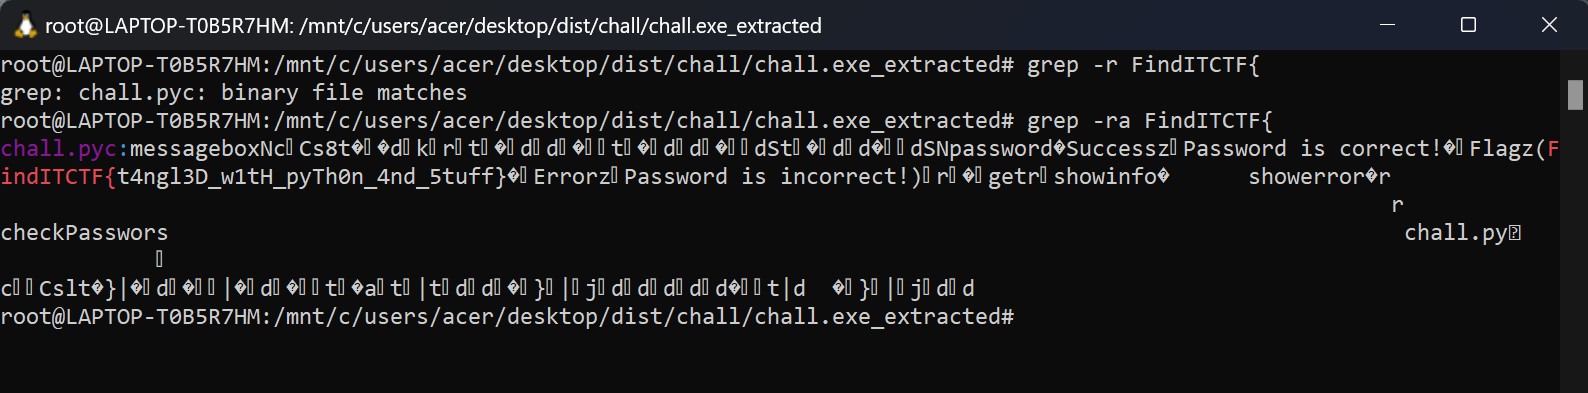 root@LAPTOP-T0B5R7HM: /mnt/c/users/acer/desktop/dist/chall/chall.exe_extracted
root@LAPTOP-T0B5R7HM:/mnt/c/users/acer/desktop/dist/chall/chall.exe_extracted# grep -r FindITCTF{
grep: chall.pyc: binary file matches
root@LAPTOP-T0B5R7HM:/mnt/c/users/acer/desktop/dist/chall/chall.exe_extracted# grep -ra FindITCTF{
chall.pyc:messageboxNc▯Cs8t�▯�d▯k▯r▯t▯�▯d▯d▯�▯▯t▯�▯d▯d▯�▯▯dSt▯�▯d▯d�▯▯dSNpassword�Successz▯Password is correct!�▯Flagz(F
indITCTF{t4ngl3D_w1tH_pyTh0n_4nd_5tuff}�▯Errorz▯Password is incorrect!)▯r▯�▯getr▯showinfo� showerror�r
r
checkPasswors chall.py⍰
▯
c▯▯Cslt�}|�▯d▯�▯▯|�▯d▯�▯▯t▯�a▯t▯|t▯d▯d▯�▯}▯|▯j▯d▯d▯d▯d▯d�▯▯t|d �▯}▯|▯j▯d▯d
root@LAPTOP-T0B5R7HM:/mnt/c/users/acer/desktop/dist/chall/chall.exe_extracted#